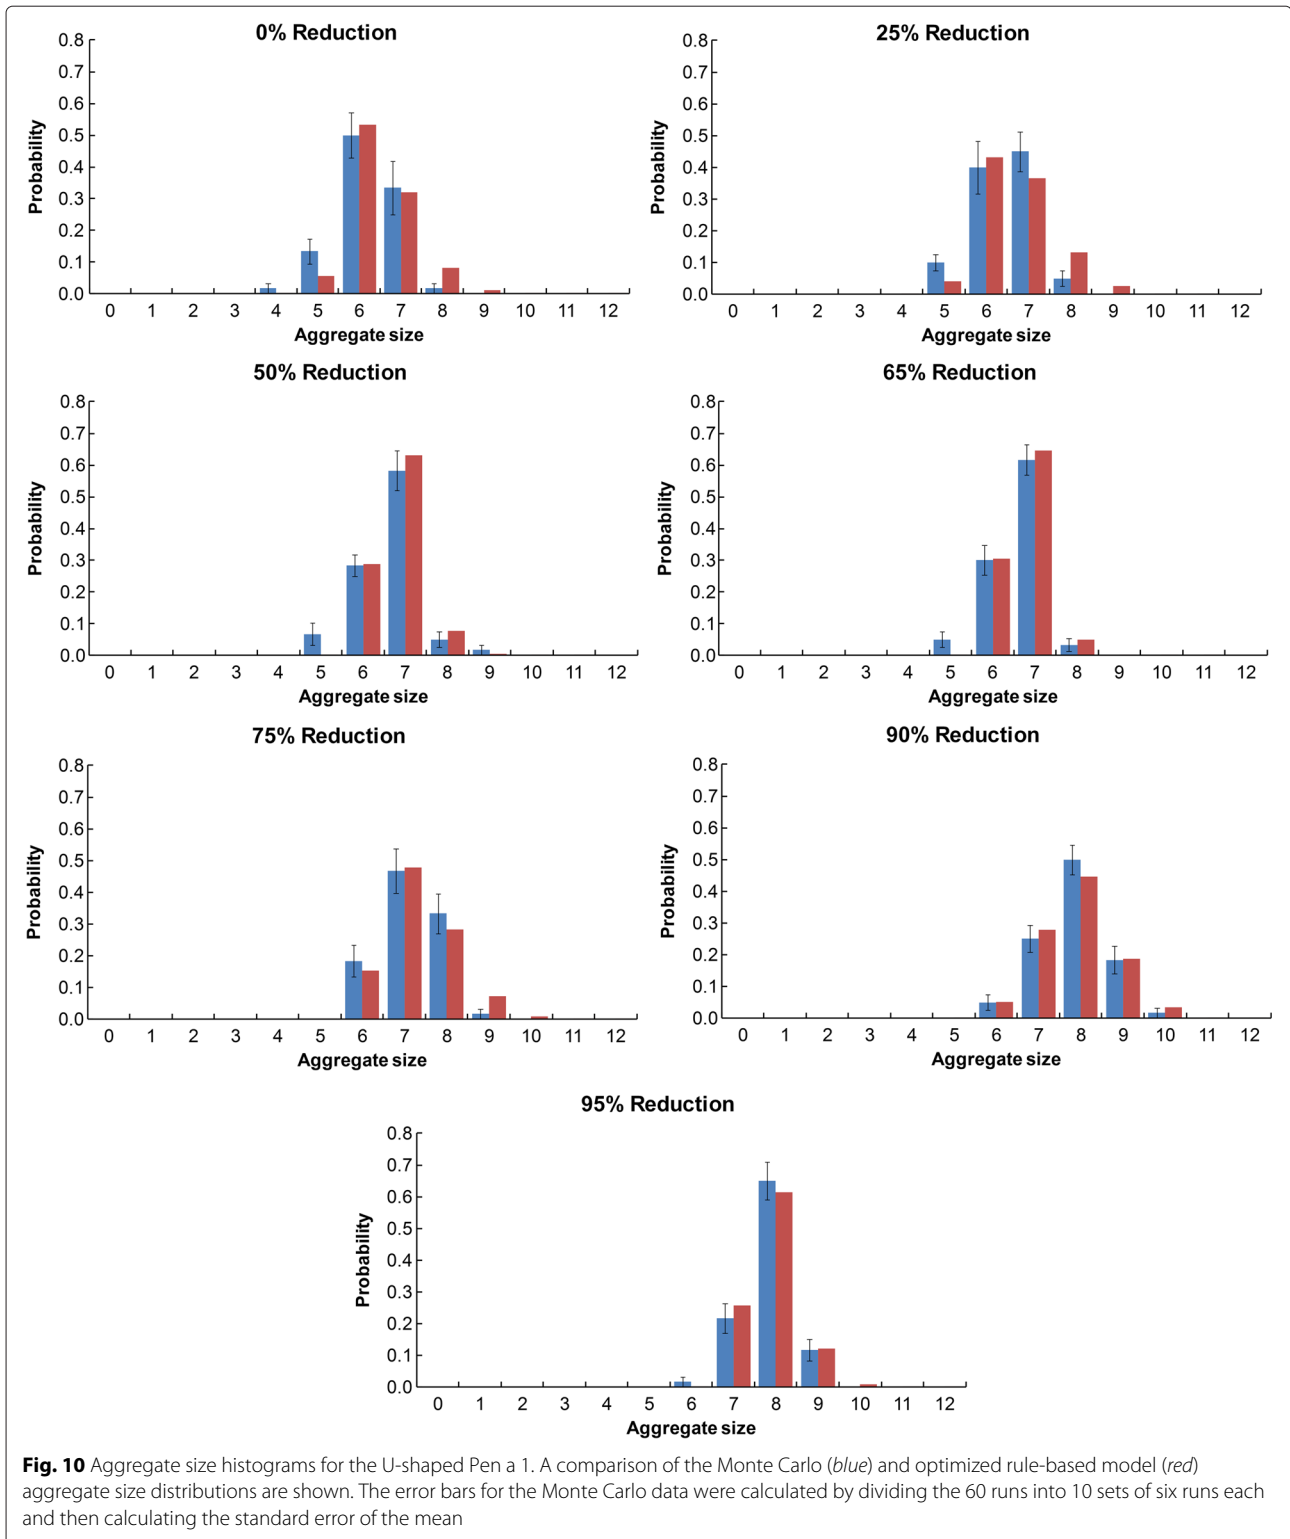 0% Reduction
0.8
0.7
0.6
0.5
0.4
0.3
0.2
0.1
0.0
Probability
0 1 2 3 4 5 6 7 8 9 10 11 12
Aggregate size
25% Reduction
0.8
0.7
0.6
0.5
0.4
0.3
0.2
0.1
0.0
Probability
0 1 2 3 4 5 6 7 8 9 10 11 12
Aggregate size
50% Reduction
0.8
0.7
0.6
0.5
0.4
0.3
0.2
0.1
0.0
Probability
0 1 2 3 4 5 6 7 8 9 10 11 12
Aggregate size
65% Reduction
0.8
0.7
0.6
0.5
0.4
0.3
0.2
0.1
0.0
Probability
0 1 2 3 4 5 6 7 8 9 10 11 12
Aggregate size
75% Reduction
0.8
0.7
0.6
0.5
0.4
0.3
0.2
0.1
0.0
Probability
0 1 2 3 4 5 6 7 8 9 10 11 12
Aggregate size
90% Reduction
0.8
0.7
0.6
0.5
0.4
0.3
0.2
0.1
0.0
Probability
0 1 2 3 4 5 6 7 8 9 10 11 12
Aggregate size
95% Reduction
0.8
0.7
0.6
0.5
0.4
0.3
0.2
0.1
0.0
Probability
0 1 2 3 4 5 6 7 8 9 10 11 12
Aggregate size
Fig. 10 Aggregate size histograms for the U-shaped Pen a 1. A comparison of the Monte Carlo (blue) and optimized rule-based model (red)
aggregate size distributions are shown. The error bars for the Monte Carlo data were calculated by dividing the 60 runs into 10 sets of six runs each
and then calculating the standard error of the mean